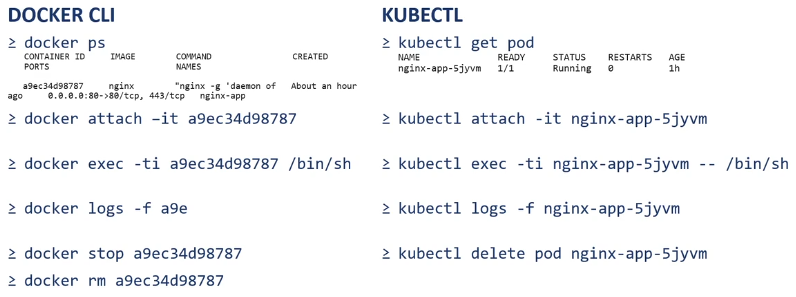 DOCKER CLI
≥ docker ps
CONTAINER ID IMAGE COMMAND CREATED
PORTS NAMES
a9ec34d98787 nginx "nginx -g 'daemon of About an hour
ago 0.0.0.0:80->80/tcp, 443/tcp nginx-app
≥ docker attach –it a9ec34d98787
≥ docker exec -ti a9ec34d98787 /bin/sh
≥ docker logs -f a9e
≥ docker stop a9ec34d98787
≥ docker rm a9ec34d98787
KUBECTL
≥ kubectl get pod
NAME READY STATUS RESTARTS AGE
nginx-app-5jyvm 1/1 Running 0 1h
≥ kubectl attach -it nginx-app-5jyvm
≥ kubectl exec -ti nginx-app-5jyvm -- /bin/sh
≥ kubectl logs -f nginx-app-5jyvm
≥ kubectl delete pod nginx-app-5jyvm